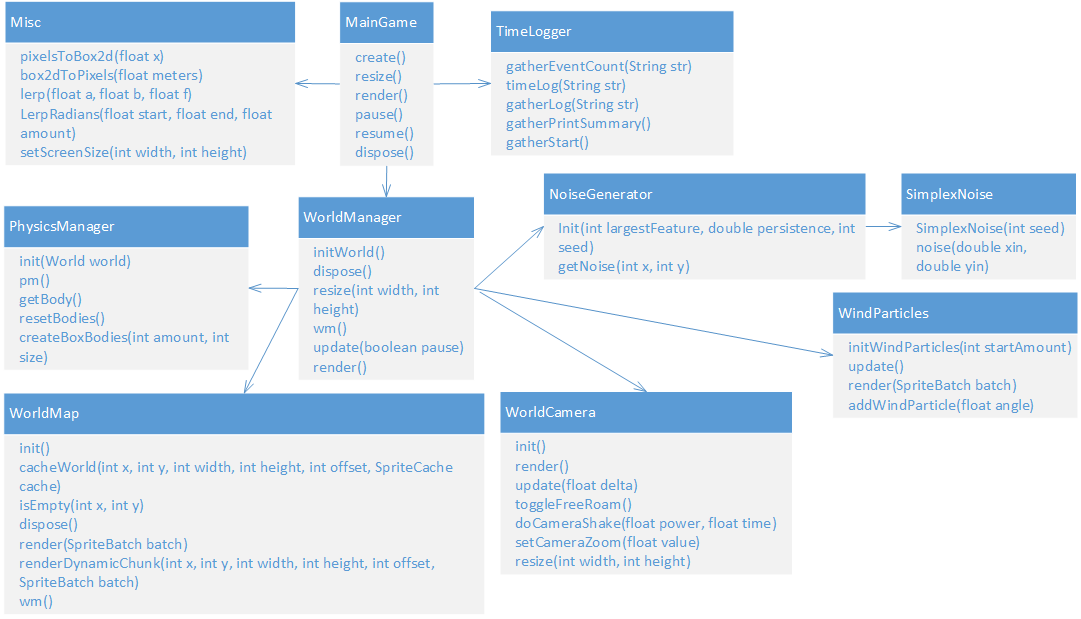 Misc
pixelsToBox2d(float x)
box2dToPixels(float meters)
lerp(float a, float b, float f)
LerpRadians(float start, float end, float
amount)
setScreenSize(int width, int height)
MainGame
create()
resize()
render()
pause()
resume()
dispose()
TimeLogger
gatherEventCount(String str)
timeLog(String str)
gatherLog(String str)
gatherPrintSummary()
gatherStart()
PhysicsManager
init(World world)
pm()
getBody()
resetBodies()
createBoxBodies(int amount, int
size)
WorldManager
initWorld()
dispose()
resize(int width, int
height)
wm()
update(boolean pause)
render()
NoiseGenerator
Init(int largestFeature, double persistence, int
seed)
getNoise(int x, int y)
SimplexNoise
SimplexNoise(int seed)
noise(double xin,
double yin)
WindParticles
initWindParticles(int startAmount)
update()
render(SpriteBatch batch)
addWindParticle(float angle)
WorldMap
init()
cacheWorld(int x, int y, int width, int height, int offset, SpriteCache
cache)
isEmpty(int x, int y)
dispose()
render(SpriteBatch batch)
renderDynamicChunk(int x, int y, int width, int height, int offset,
SpriteBatch batch)
wm()
WorldCamera
init()
render()
update(float delta)
toggleFreeRoam()
doCameraShake(float power, float time)
setCameraZoom(float value)
resize(int width, int height)